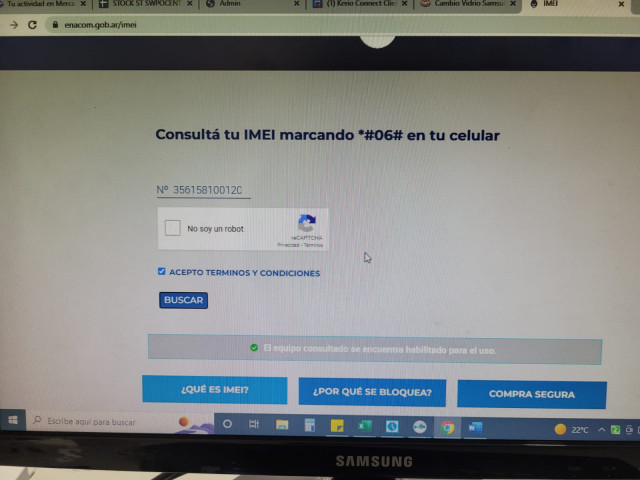 Tu actividad en Merca
STOCK ST SWPOCENT
Admin
(1) Kerio Connect Clie
Cambio Vidrio Samsu
IMEI
enacom.gob.ar/imei
Consultá tu IMEI marcando *#06# en tu celular
Nº 35615810012C
No soy un robot
reCAPTCHA
Privacidad - Términos
ACEPTO TERMINOS Y CONDICIONES
BUSCAR
El equipo consultado se encuentra habilitado para el uso.
¿QUÉ ES IMEI?
¿POR QUÉ SE BLOQUEA?
COMPRA SEGURA
Escribe aquí para buscar
22°C
SAMSUNG